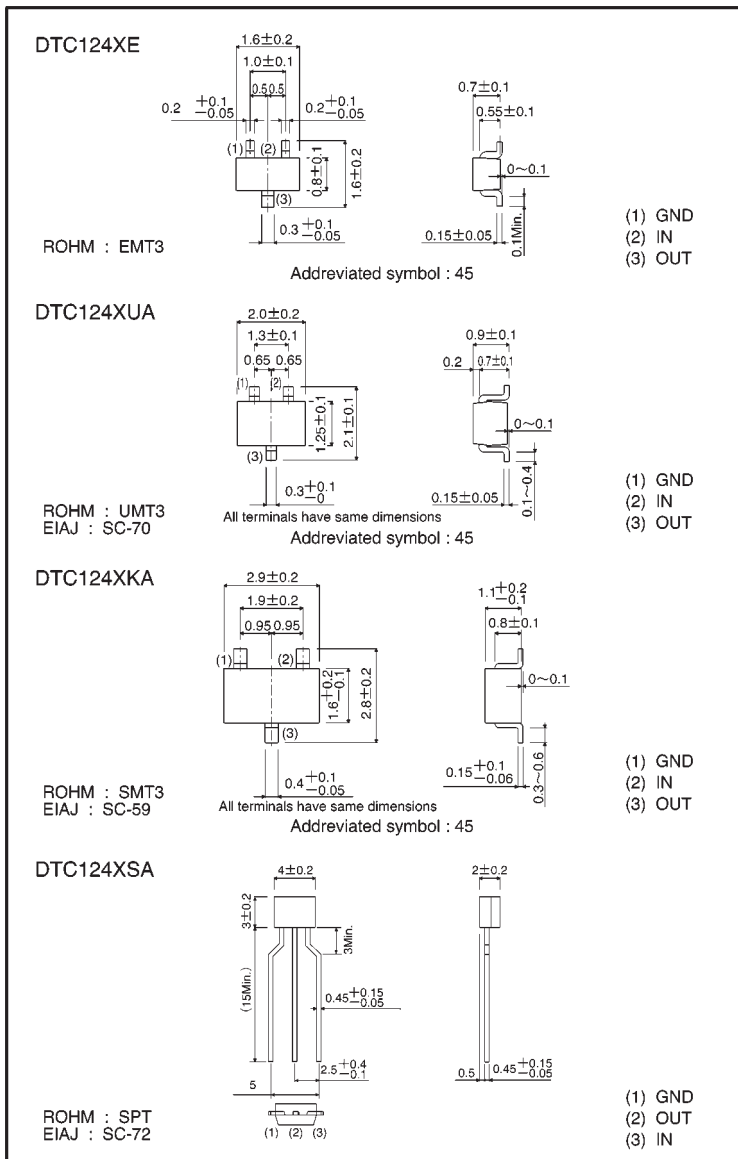 DTC124XE
1.6±0.2
1.0±0.1
0.5 0.5
0.2 +0.1 −0.05
0.2 +0.1 −0.05
(1) (2)
(3)
0.8±0.1
1.6±0.2
0.3 +0.1 −0.05
0.7±0.1
0.55±0.1
0~0.1
0.15±0.05
0.1Min.
ROHM : EMT3
Addreviated symbol : 45
(1) GND
(2) IN
(3) OUT
DTC124XUA
2.0±0.2
1.3±0.1
0.65 0.65
(1) (2)
(3)
1.25±0.1
2.1±0.1
0.3 +0.1 −0
0.9±0.1
0.2 0.7±0.1
0~0.1
0.15±0.05
0.1~0.4
ROHM : UMT3
EIAJ : SC-70
All terminals have same dimensions
Addreviated symbol : 45
(1) GND
(2) IN
(3) OUT
DTC124XKA
2.9±0.2
1.9±0.2
0.95 0.95
(1) (2)
(3)
1.6 +0.2 −0.1
2.8±0.2
0.4 +0.1 −0.05
1.1 +0.2 −0.1
0.8±0.1
0~0.1
0.15 +0.1 −0.06
0.3~0.6
ROHM : SMT3
EIAJ : SC-59
All terminals have same dimensions
Addreviated symbol : 45
(1) GND
(2) IN
(3) OUT
DTC124XSA
4±0.2
3±0.2
3Min.
(15Min.)
0.45 +0.15 −0.05
2.5 +0.4 −0.1
5
(1) (2) (3)
2±0.2
0.5
0.45 +0.15 −0.05
ROHM : SPT
EIAJ : SC-72
(1) GND
(2) OUT
(3) IN